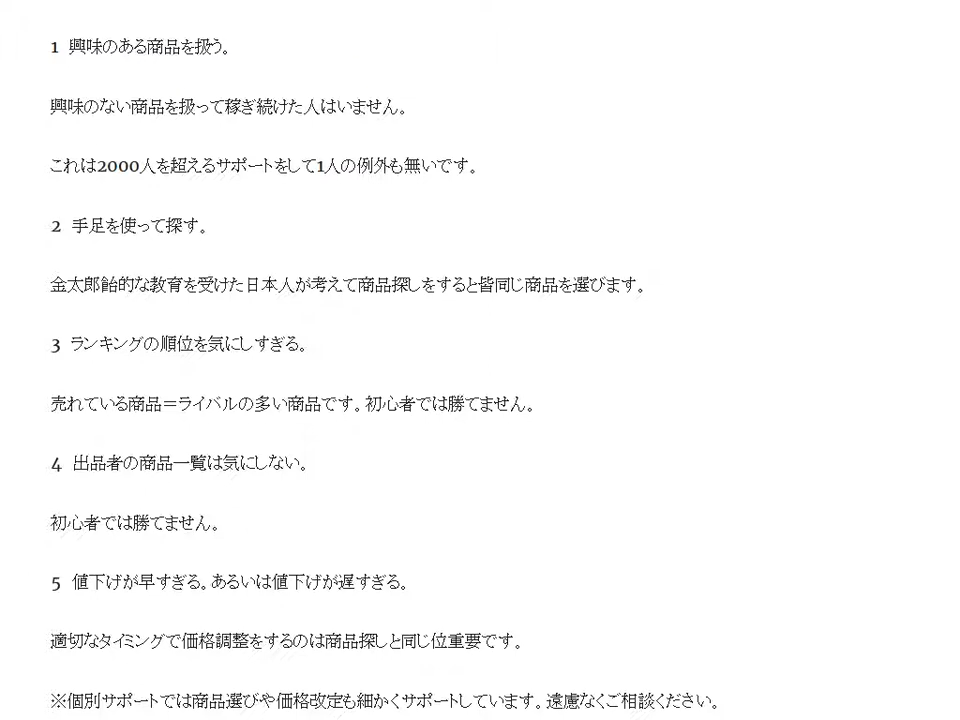 1 興味のある商品を扱う。
興味のない商品を扱って稼ぎ続けた人はいません。
これは2000人を超えるサポートをして1人の例外も無いです。
2 手足を使って探す。
金太郎飴的な教育を受けた日本人が考えて商品探しをすると皆同じ商品を選びます。
3 ランキングの順位を気にしすぎる。
売れている商品＝ライバルの多い商品です。初心者では勝てません。
4 出品者の商品一覧は気にしない。
初心者では勝てません。
5 値下げが早すぎる。あるいは値下げが遅すぎる。
適切なタイミングで価格調整をするのは商品探しと同じ位重要です。
※個別サポートでは商品選びや価格改定も細かくサポートしています。遠慮なくご相談ください。